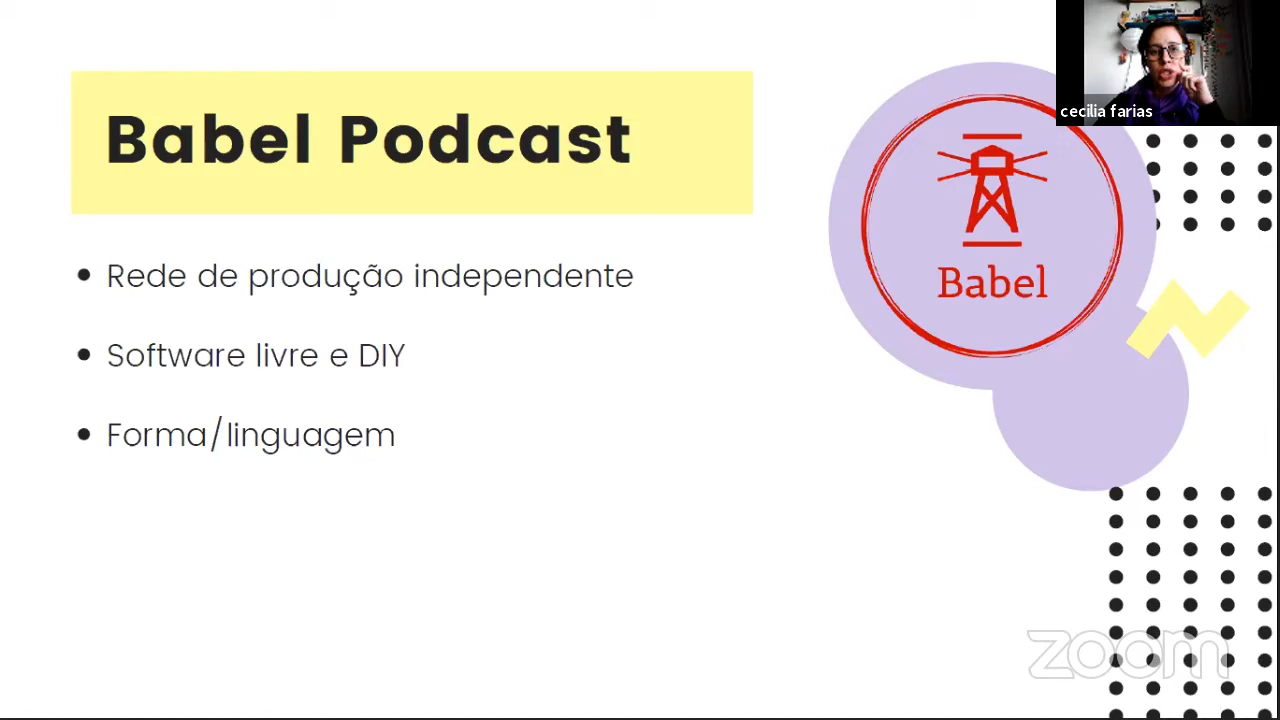 cecilia farias
Babel Podcast
Babel
Rede de produção independente
Software livre e DIY
Forma/linguagem
zoom